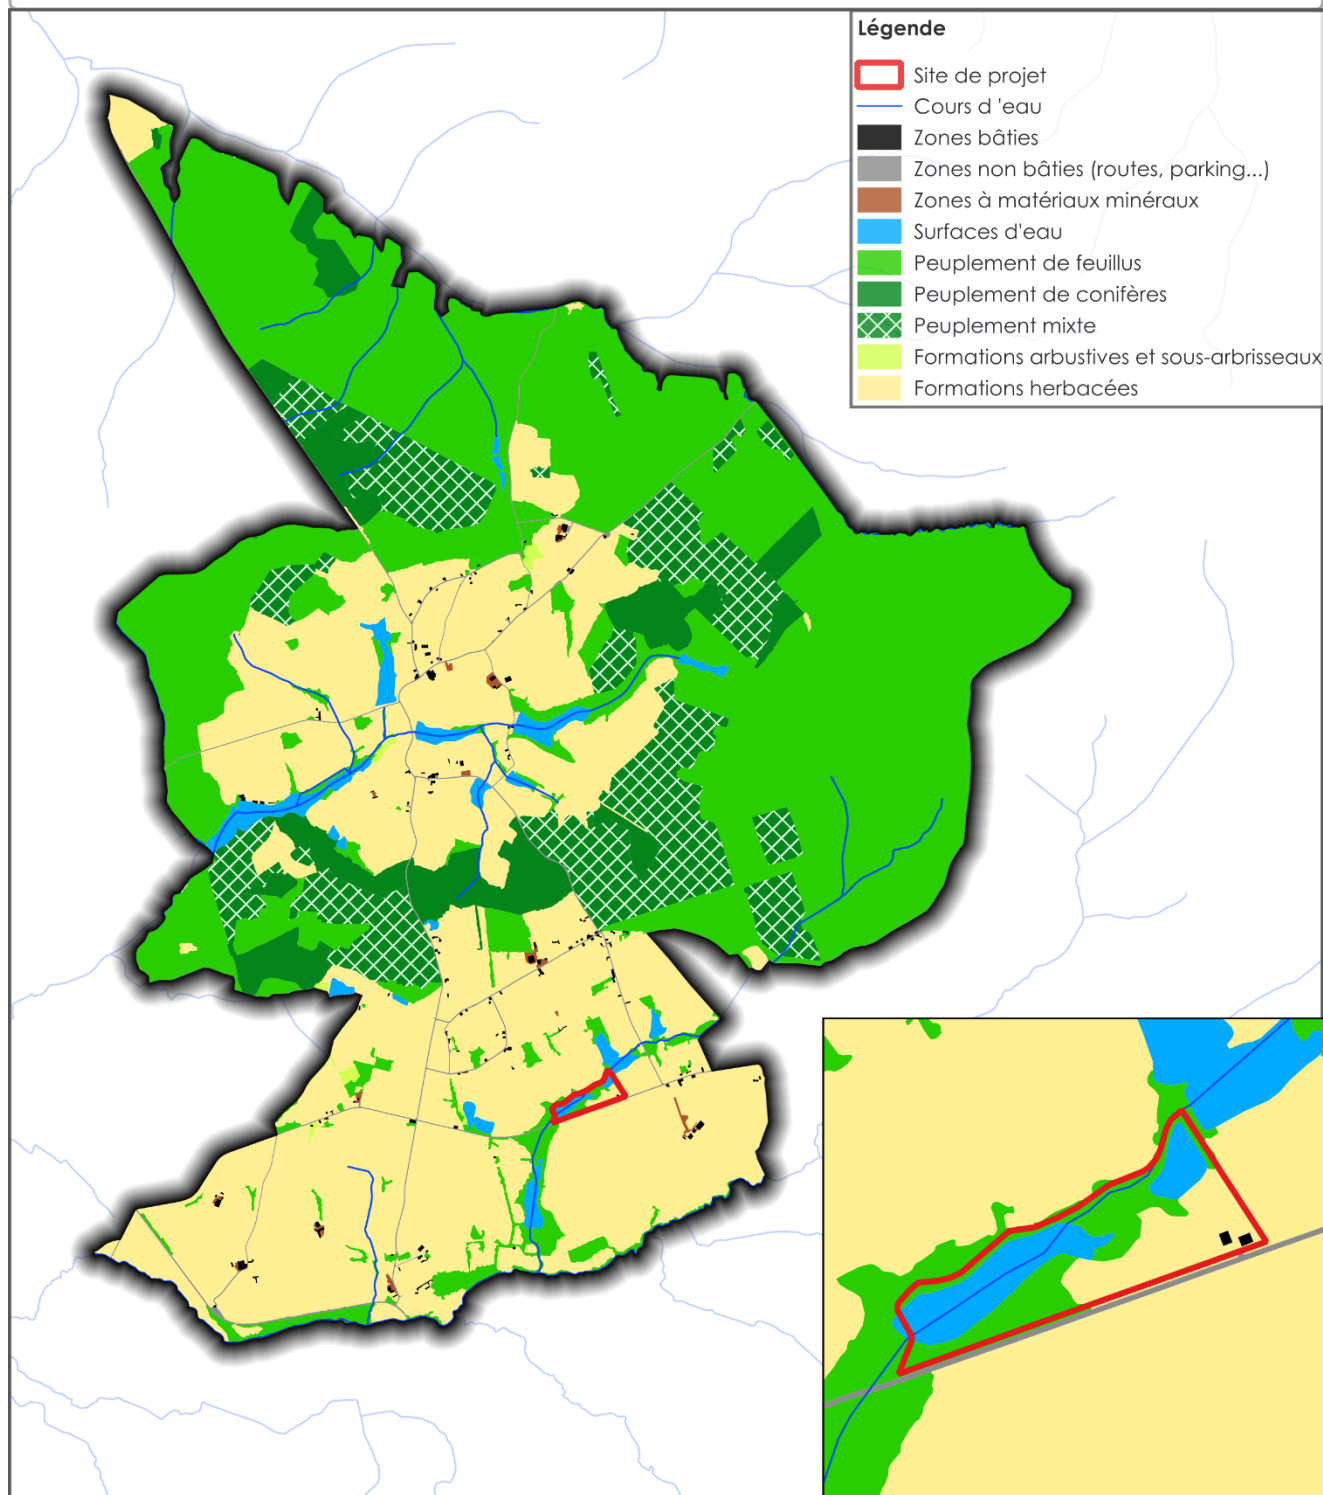 Légende
Site de projet
Cours d 'eau
Zones bâties
Zones non bâties (routes, parking...)
Zones à matériaux minéraux
Surfaces d'eau
Peuplement de feuillus
Peuplement de conifères
Peuplement mixte
Formations arbustives et sous-arbrisseaux
Formations herbacées